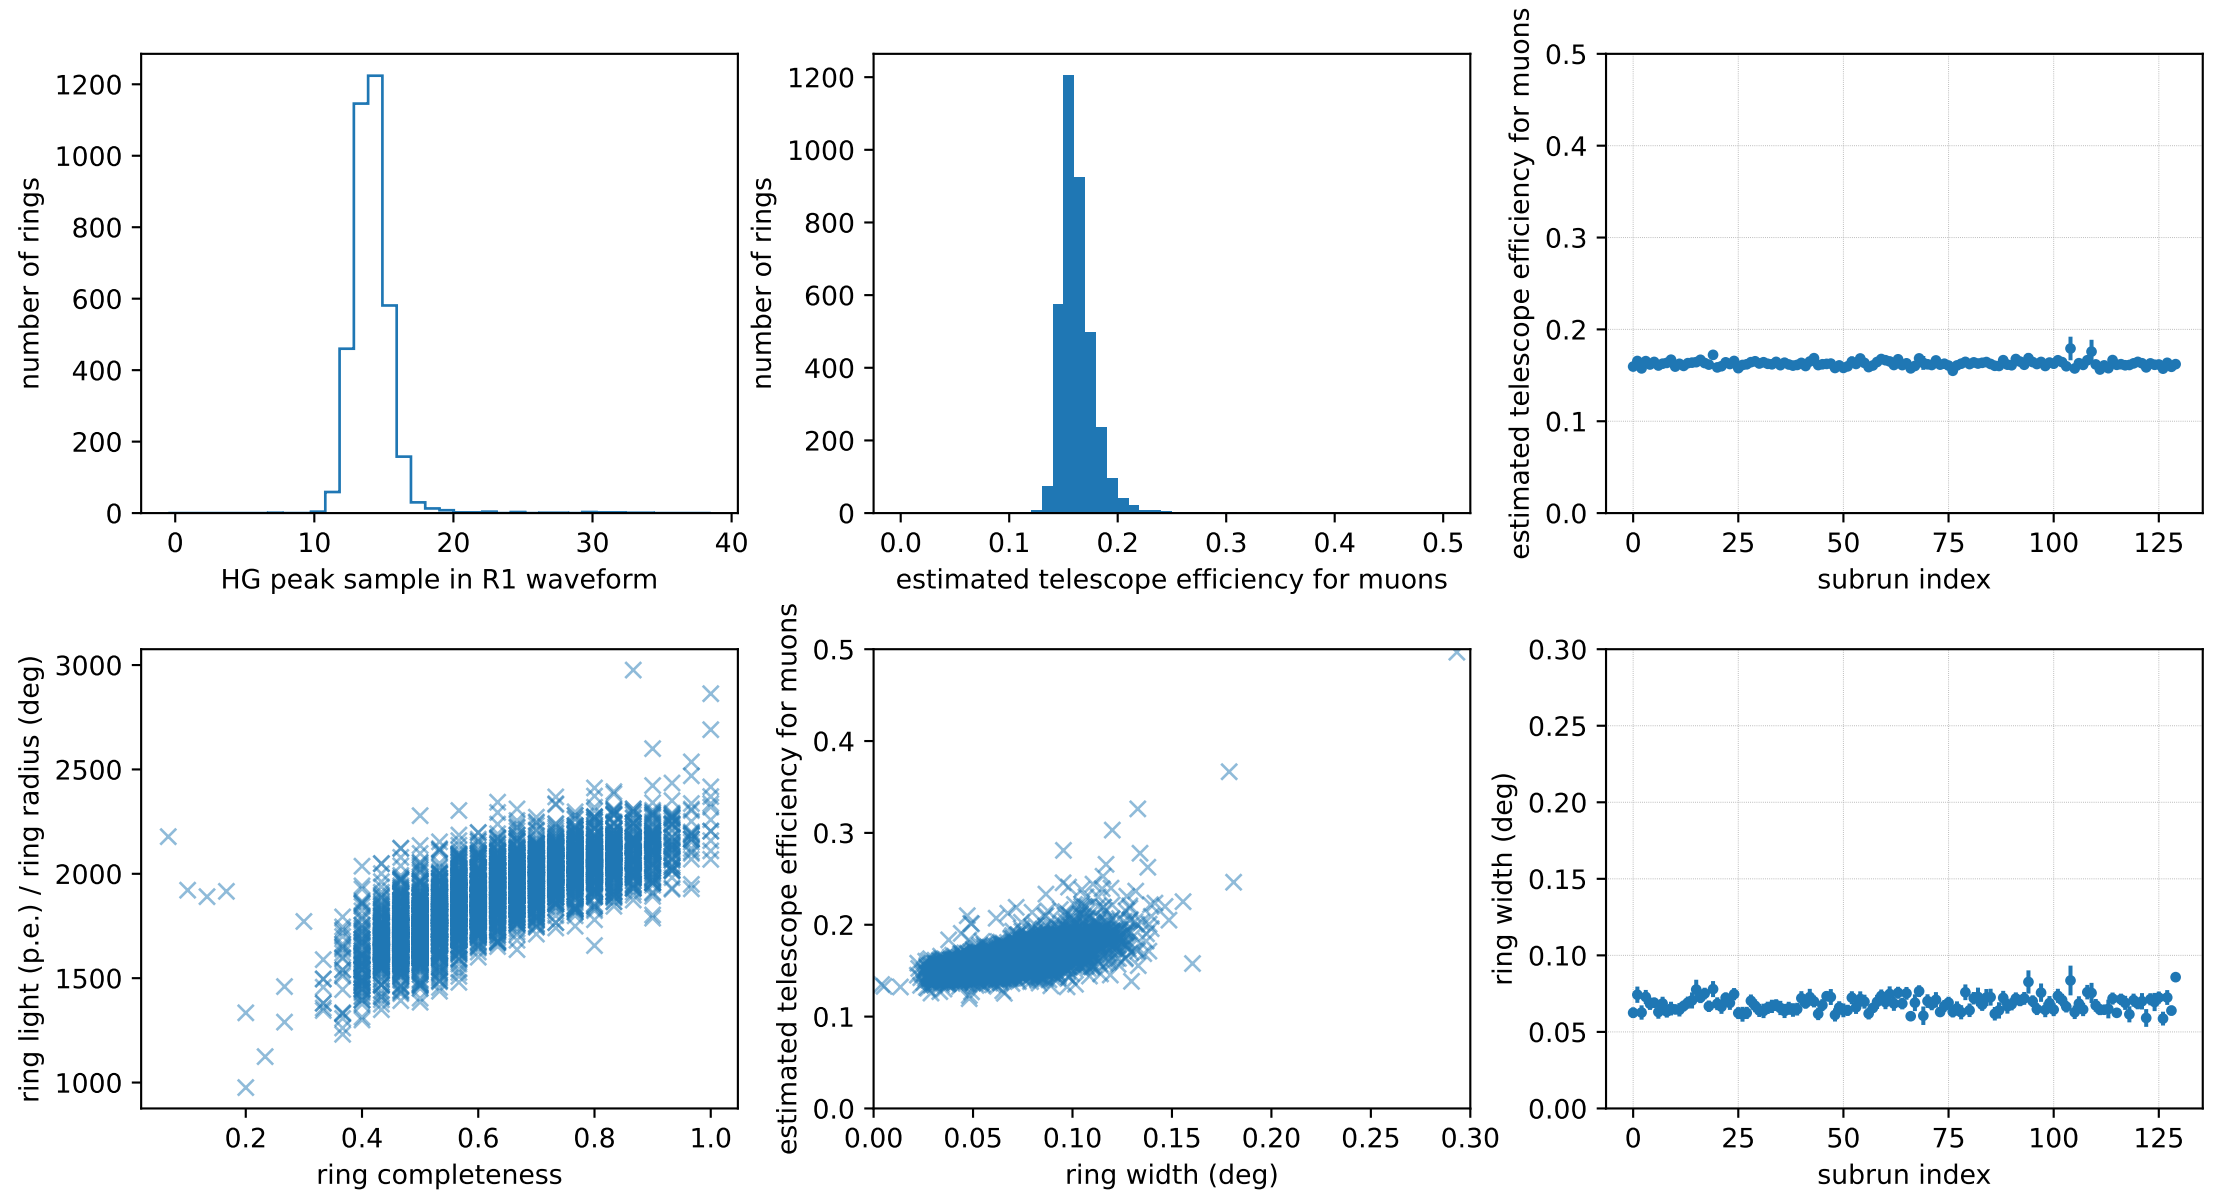 number of rings
1200
1000
800
600
400
200
0
0 10 20 30 40
HG peak sample in R1 waveform
number of rings
1200
1000
800
600
400
200
0
0.0 0.1 0.2 0.3 0.4 0.5
estimated telescope efficiency for muons
estimated telescope efficiency for muons
0.5
0.4
0.3
0.2
0.1
0.0
0 25 50 75 100 125
subrun index
ring light (p.e.) / ring radius (deg)
3000
2500
2000
1500
1000
0.2 0.4 0.6 0.8 1.0
ring completeness
estimated telescope efficiency for muons
0.5
0.4
0.3
0.2
0.1
0.0
0.00 0.05 0.10 0.15 0.20 0.25 0.30
ring width (deg)
ring width (deg)
0.30
0.25
0.20
0.15
0.10
0.05
0.00
0 25 50 75 100 125
subrun index